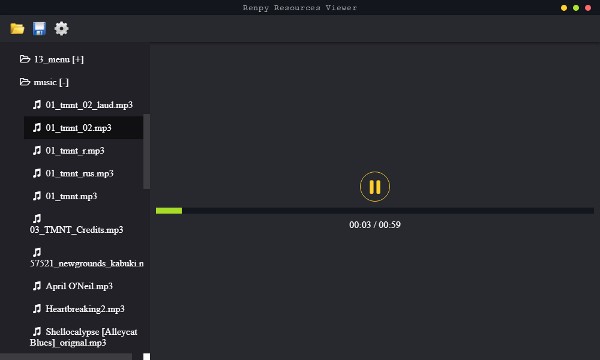 Renpy Resources Viewer
13_menu [+]
music [-]
01_tmnt_02_laud.mp3
01_tmnt_02.mp3
01_tmnt_r.mp3
01_tmnt_rus.mp3
01_tmnt.mp3
03_TMNT_Credits.mp3
57521_newgrounds_kabuki.n
April O'Neil.mp3
Heartbreaking2.mp3
Shellocalypse [Alleycat
Blues]_orignal.mp3
00:03 / 00:59